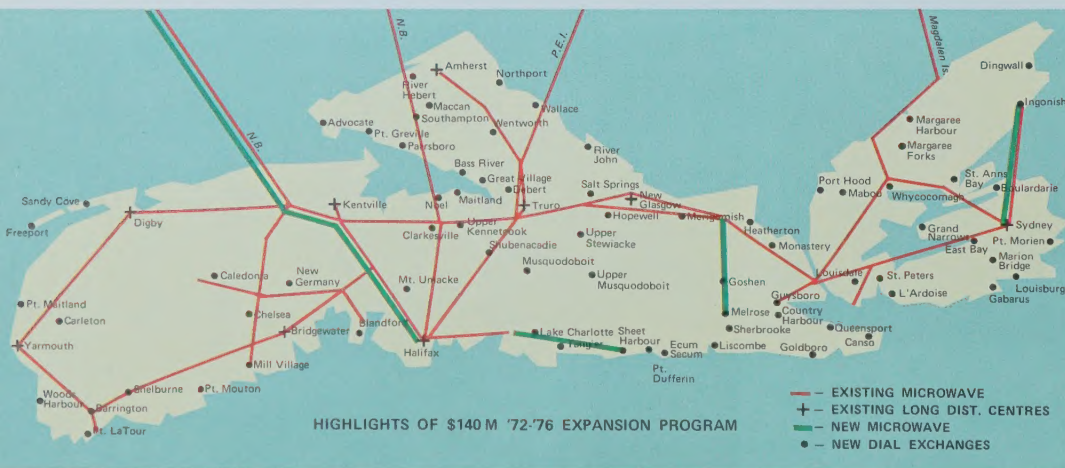 N.B.
N.B.
P.E.I.
Magdalen Is.
Amherst
River
Hebert
Northport
Maccan
Southampton
Wallace
Wentworth
Advocate
Pt. Greville
Parrsboro
River
John
Bass River
Great Village
Debert
Noel
Maitland
Salt Springs
New
Glasgow
Truro
Hopewell
Merigomish
Sandy Cove
Freeport
Digby
Kentville
Clarkesville
Upper
Kennetcook
Shubenacadie
Upper
Stewiacke
Heatherton
Monastery
Musquodoboit
Upper
Musquodoboit
Caledonia
New
Germany
Mt. Uniacke
Goshen
Melrose
Pt. Maitland
Carleton
Chelsea
Bridgewater
Blandford
Yarmouth
Halifax
Lake Charlotte
Tangier
Sheet
Harbour
Sherbrooke
Ecum
Secum
Liscombe
Pt.
Dufferin
Goldboro
Mill Village
Woods
Harbour
Shelburne
Pt. Mouton
Barrington
Pt. LaTour
Dingwall
Ingonish
Margaree
Harbour
Margaree
Forks
Port Hood
Mabou
Whycocomagh
St. Anns
Bay
Boulardarie
Sydney
Grand
Narrows
East Bay
Pt. Morien
Marion
Bridge
Louisburg
Gabarus
Louisdale
St. Peters
L'Ardoise
Guysboro
Country
Harbour
Queensport
Canso
HIGHLIGHTS OF $140 M '72-'76 EXPANSION PROGRAM
– EXISTING MICROWAVE
– EXISTING LONG DIST. CENTRES
– NEW MICROWAVE
– NEW DIAL EXCHANGES